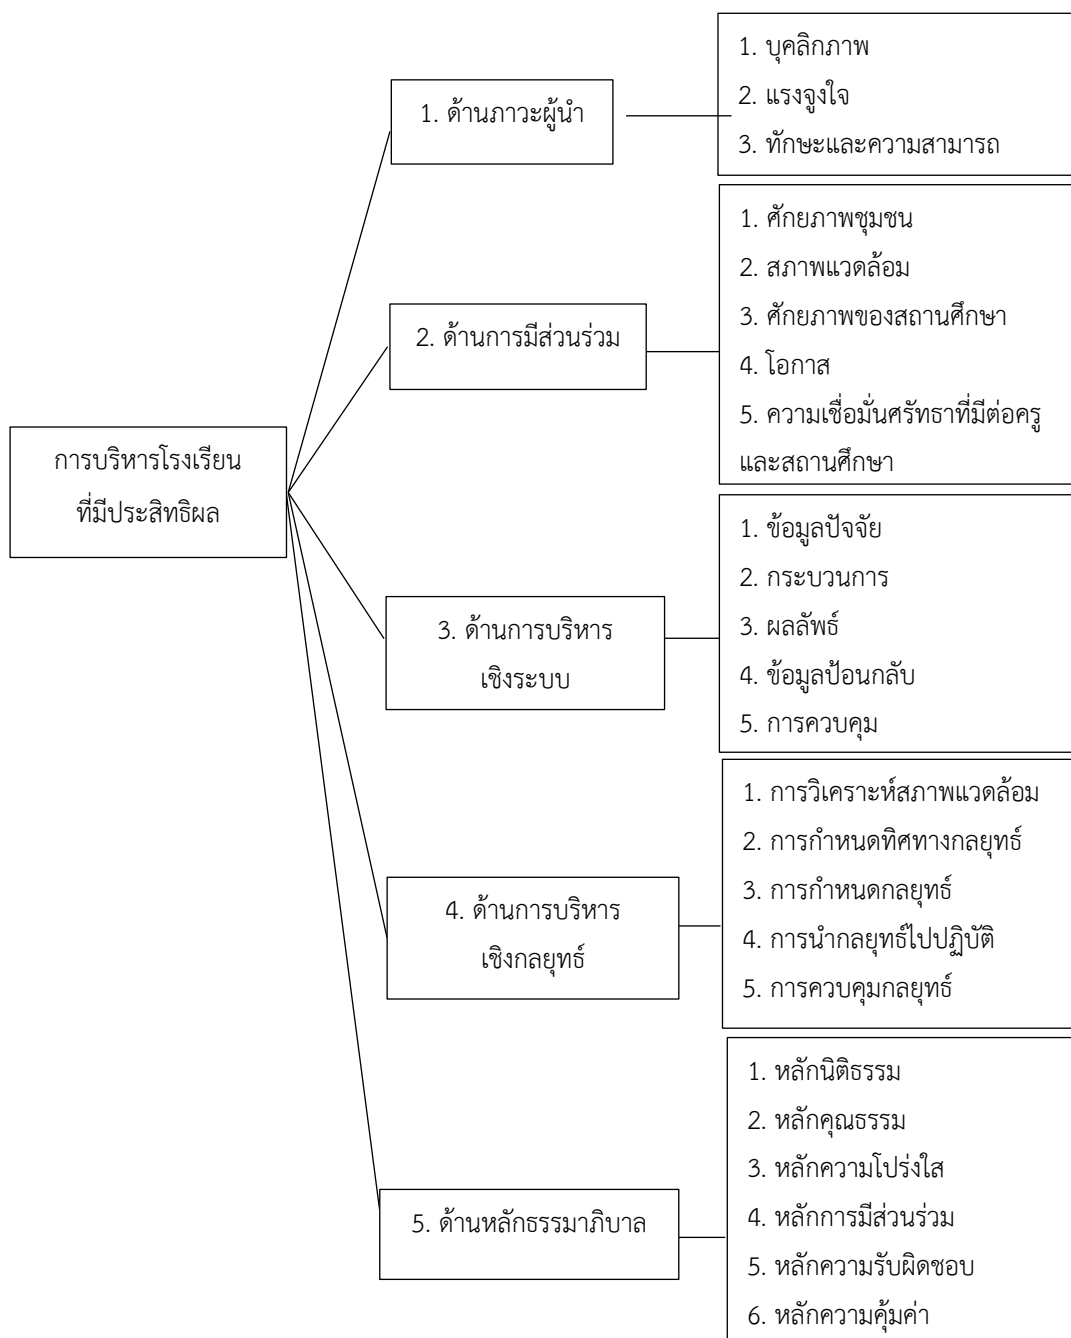 การบริหารโรงเรียน
ที่มีประสิทธิผล
1. ด้านภาวะผู้นำ
1. บุคลิกภาพ
2. แรงจูงใจ
3. ทักษะและความสามารถ
2. ด้านการมีส่วนร่วม
1. ศักยภาพชุมชน
2. สภาพแวดล้อม
3. ศักยภาพของสถานศึกษา
4. โอกาส
5. ความเชื่อมั่นศรัทธาที่มีต่อครู
และสถานศึกษา
3. ด้านการบริหาร
เชิงระบบ
1. ข้อมูลปัจจัย
2. กระบวนการ
3. ผลลัพธ์
4. ข้อมูลป้อนกลับ
5. การควบคุม
4. ด้านการบริหาร
เชิงกลยุทธ์
1. การวิเคราะห์สภาพแวดล้อม
2. การกำหนดทิศทางกลยุทธ์
3. การกำหนดกลยุทธ์
4. การนำกลยุทธ์ไปปฏิบัติ
5. การควบคุมกลยุทธ์
5. ด้านหลักธรรมาภิบาล
1. หลักนิติธรรม
2. หลักคุณธรรม
3. หลักความโปร่งใส
4. หลักการมีส่วนร่วม
5. หลักความรับผิดชอบ
6. หลักความคุ้มค่า